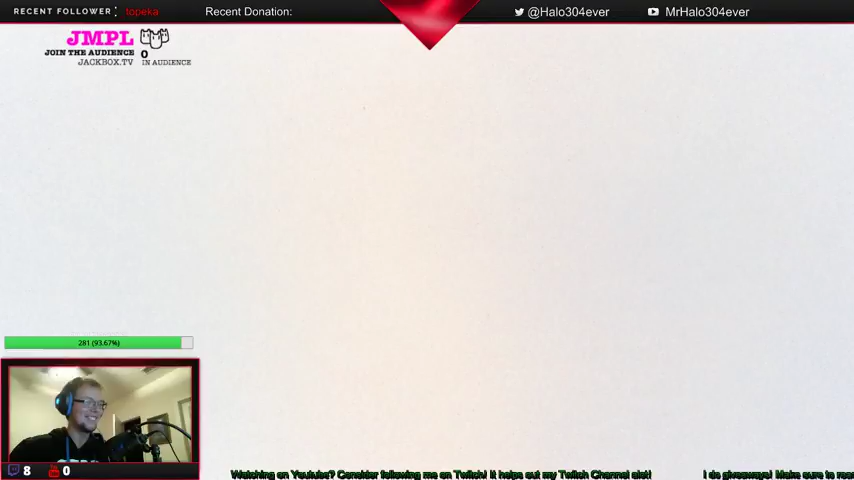 RECENT FOLLOWER : topeka
Recent Donation:
@Halo304ever
MrHalo304ever
JMPL
JOIN THE AUDIENCE
JACKBOX.TV
0
IN AUDIENCE
281 (93.67%)
8
0
Watching on Youtube? Consider following me on Twitch! It helps out my Twitch Channel alot!
I do giveaways! Make sure to